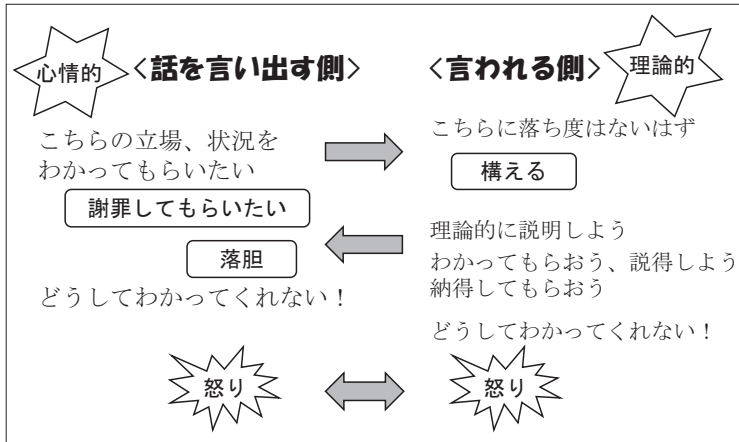 心情的
<話を言い出す側>
<言われる側>
理論的
こちらの立場、状況を
わかってもらいたい
謝罪してもらいたい
落胆
どうしてわかってくれない！
こちらに落ち度はないはず
構える
理論的に説明しよう
わかってもらおう、説得しよう
納得してもらおう
どうしてわかってくれない！
怒り
怒り